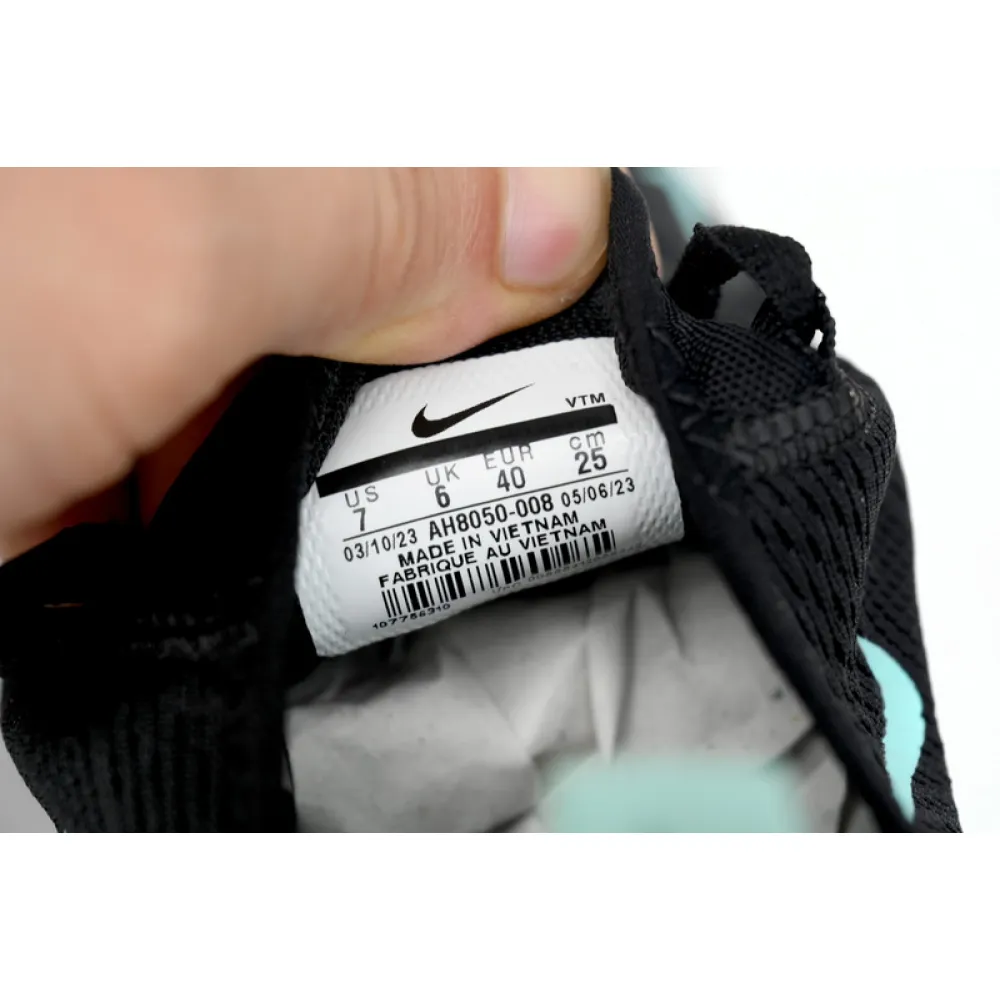 VTM
US UK EUR cm
7 6 40 25
03/10/23 AH8050-008 05/06/23
MADE IN VIETNAM
FABRIQUE AU VIETNAM
107756310